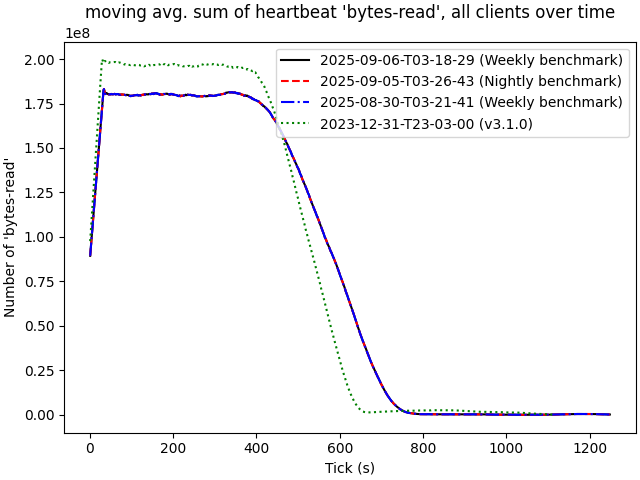 moving avg. sum of heartbeat 'bytes-read', all clients over time
1e8
2025-09-06-T03-18-29 (Weekly benchmark)
2025-09-05-T03-26-43 (Nightly benchmark)
2025-08-30-T03-21-41 (Weekly benchmark)
2023-12-31-T23-03-00 (v3.1.0)
Number of 'bytes-read'
2.00
1.75
1.50
1.25
1.00
0.75
0.50
0.25
0.00
0 200 400 600 800 1000 1200
Tick (s)